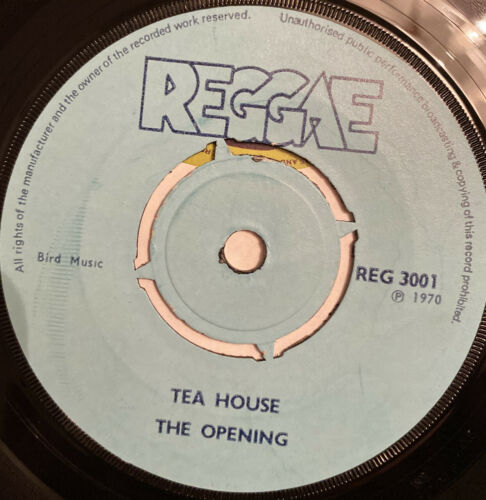 All rights of the manufacturer and the owner of the recorded work reserved. Unauthorised public performance broadcasting & copying of this record prohibited.
REGGAE
Bird Music
REG 3001
Ⓟ 1970
TEA HOUSE
THE OPENING